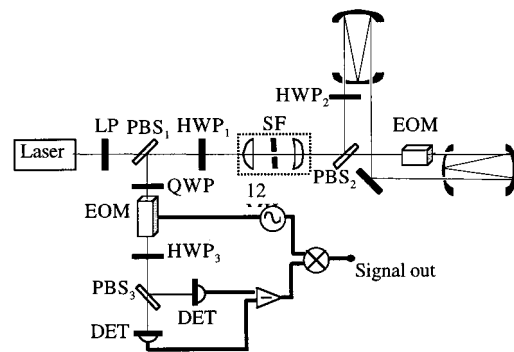 HWP2
LP
PBS1
HWP1
SF
EOM
Laser
PBS2
QWP
12
EOM
HWP3
Signal out
PBS3
DET
DET